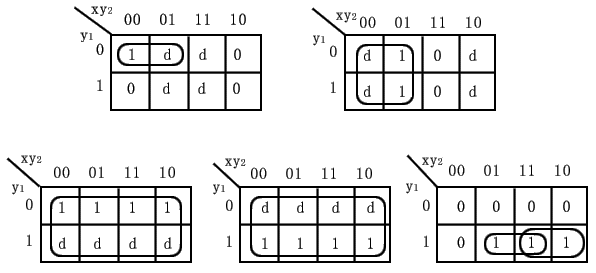 xy2 00 01 11 10
y1
0 1 d d 0
1 0 d d 0
xy2 00 01 11 10
y1
0 d 1 0 d
1 d 1 0 d
xy2 00 01 11 10
y1
0 1 1 1 1
1 d d d d
xy2 00 01 11 10
y1
0 d d d d
1 1 1 1 1
xy2 00 01 11 10
y1
0 0 0 0 0
1 0 1 1 1